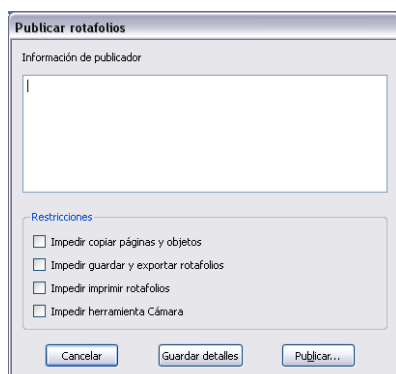 Publicar rotafolios
Información de publicador
Restricciones
Impedir copiar páginas y objetos
Impedir guardar y exportar rotafolios
Impedir imprimir rotafolios
Impedir herramienta Cámara
Cancelar Guardar detalles Publicar...